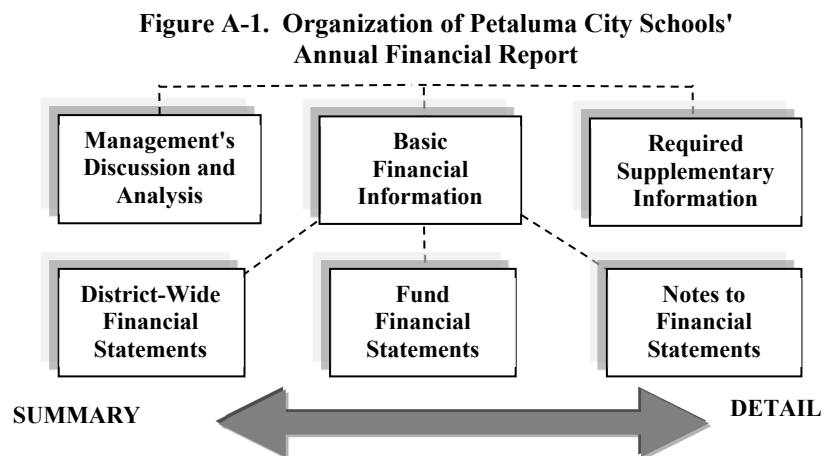 Figure A-1.  Organization of Petaluma City Schools'
Annual Financial Report
Management's
Discussion and
Analysis
Basic
Financial
Information
Required
Supplementary
Information
District-Wide
Financial
Statements
Fund
Financial
Statements
Notes to
Financial
Statements
SUMMARY
DETAIL